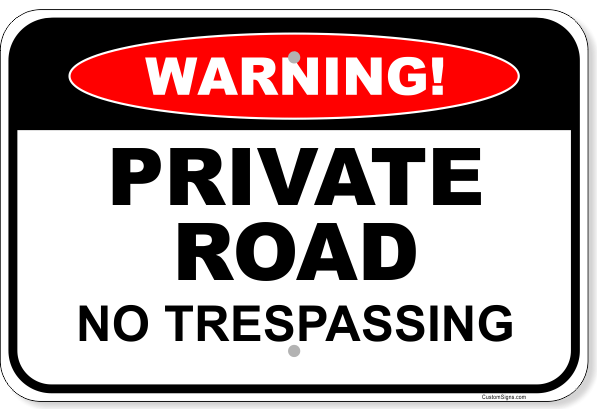 WARNING!
PRIVATE
ROAD
NO TRESPASSING
CustomSigns.com